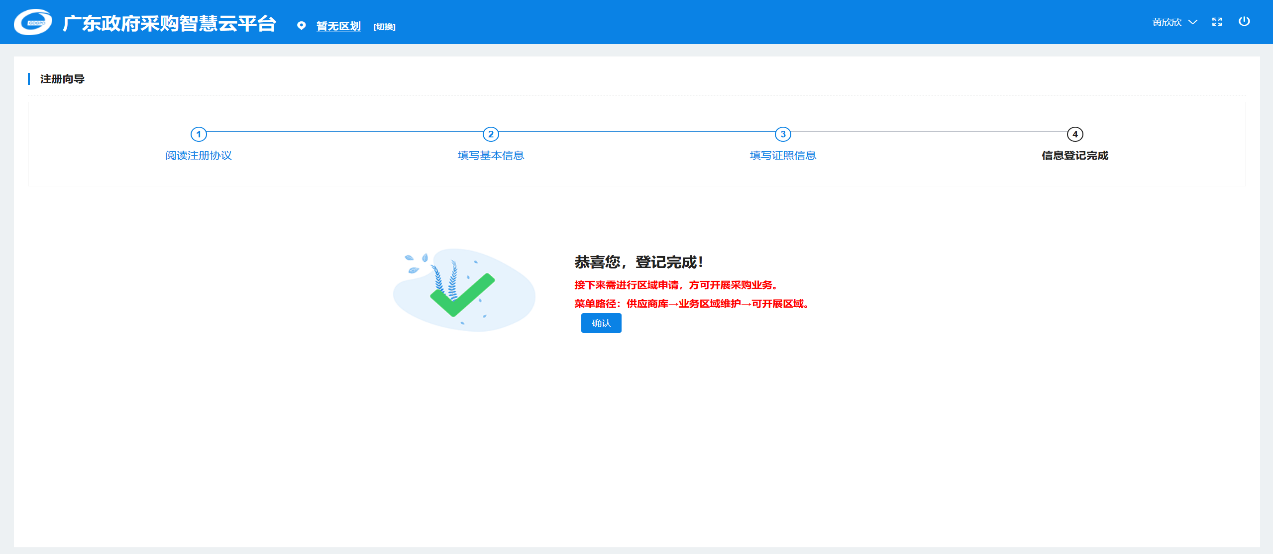 广东政府采购智慧云平台 暂无区划 [切换] 黄欣欣
注册向导
1 2 3 4
阅读注册协议 填写基本信息 填写证照信息 信息登记完成
恭喜您，登记完成！
接下来需进行区域申请，方可开展采购业务。
菜单路径：供应商库→业务区域维护→可开展区域。
确认